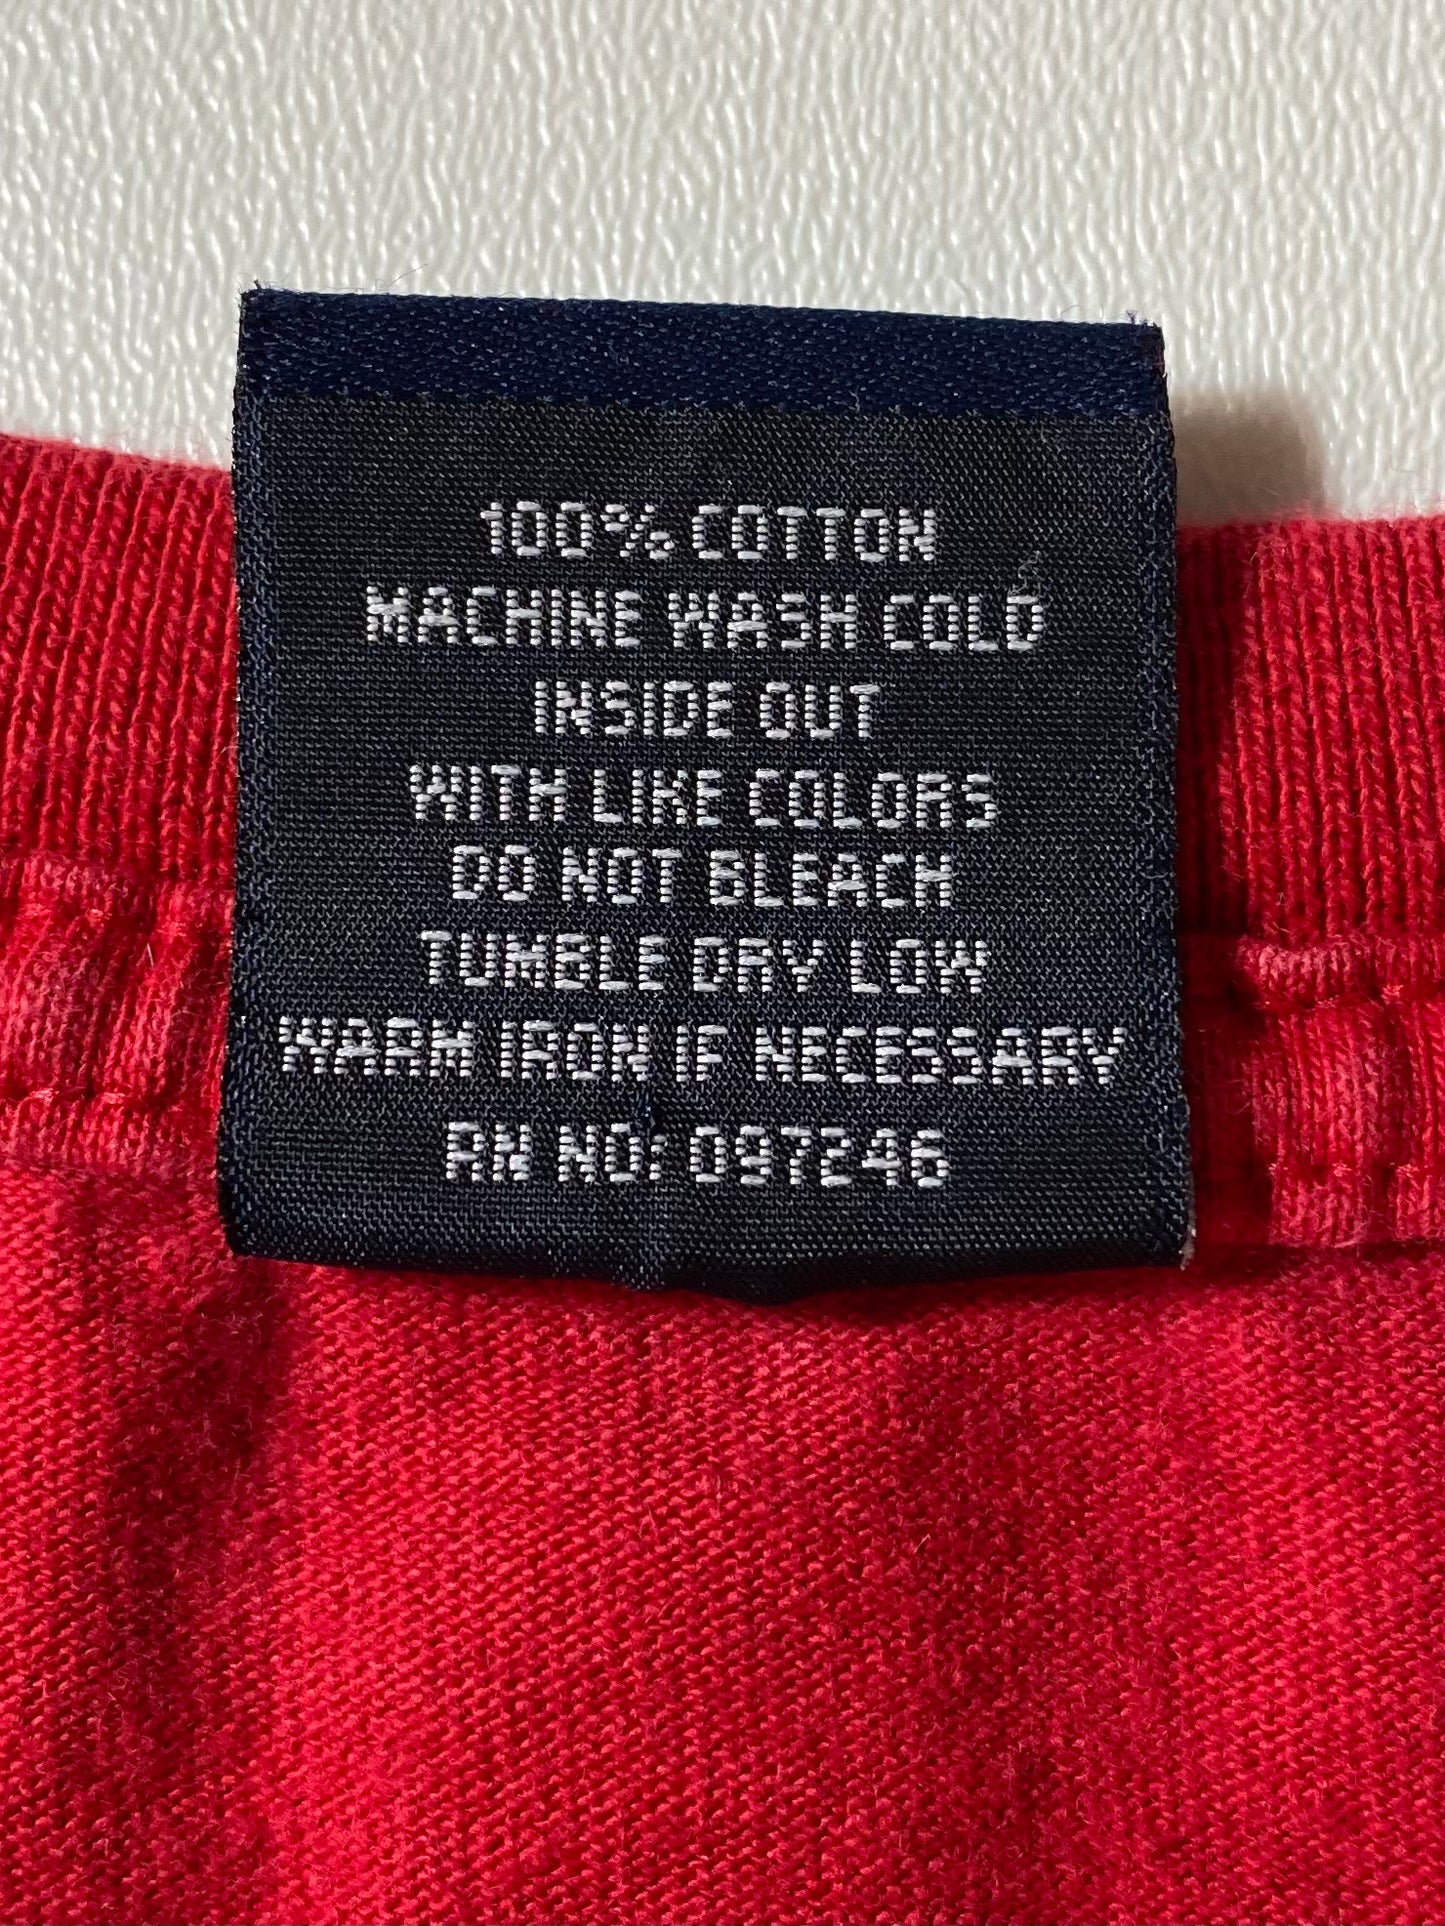 100% COTTON
MACHINE WASH COLD
INSIDE OUT
WITH LIKE COLORS
DO NOT BLEACH
TUMBLE DRY LOW
WARM IRON IF NECESSARY
RN NO: 097246